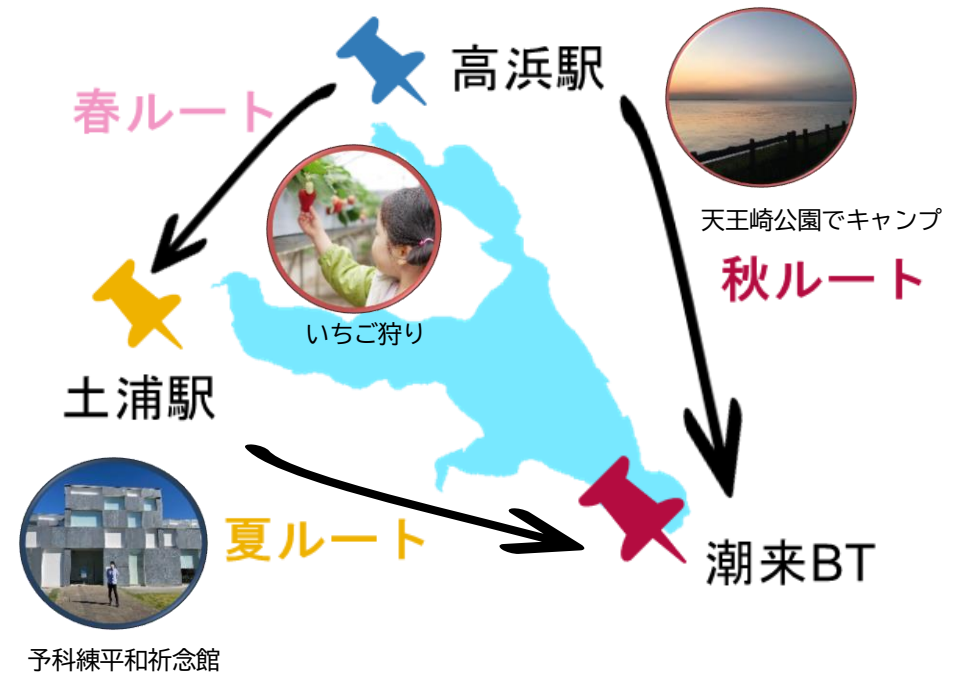 高浜駅
春ルート
天王崎公園でキャンプ
秋ルート
いちご狩り
土浦駅
夏ルート
潮来BT
予科練平和祈念館